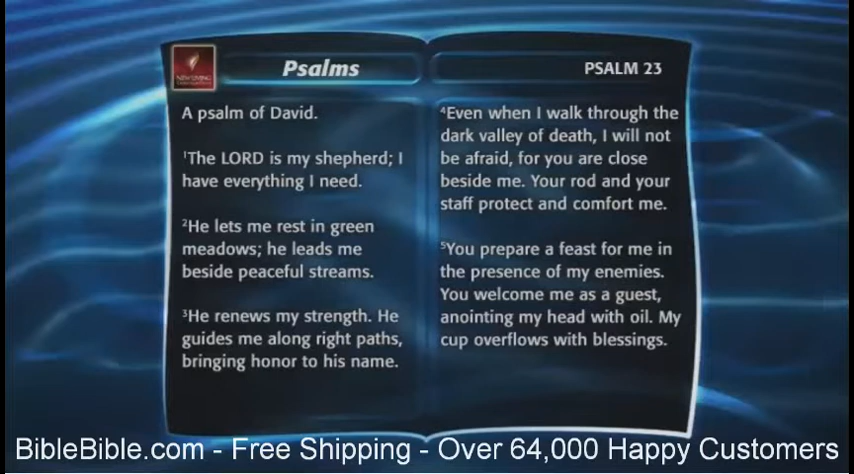 NEW LIVING
Psalms
PSALM 23
A psalm of David.
1The LORD is my shepherd; I
have everything I need.
2He lets me rest in green
meadows; he leads me
beside peaceful streams.
3He renews my strength. He
guides me along right paths,
bringing honor to his name.
4Even when I walk through the
dark valley of death, I will not
be afraid, for you are close
beside me. Your rod and your
staff protect and comfort me.
5You prepare a feast for me in
the presence of my enemies.
You welcome me as a guest,
anointing my head with oil. My
cup overflows with blessings.
BibleBible.com - Free Shipping - Over 64,000 Happy Customers